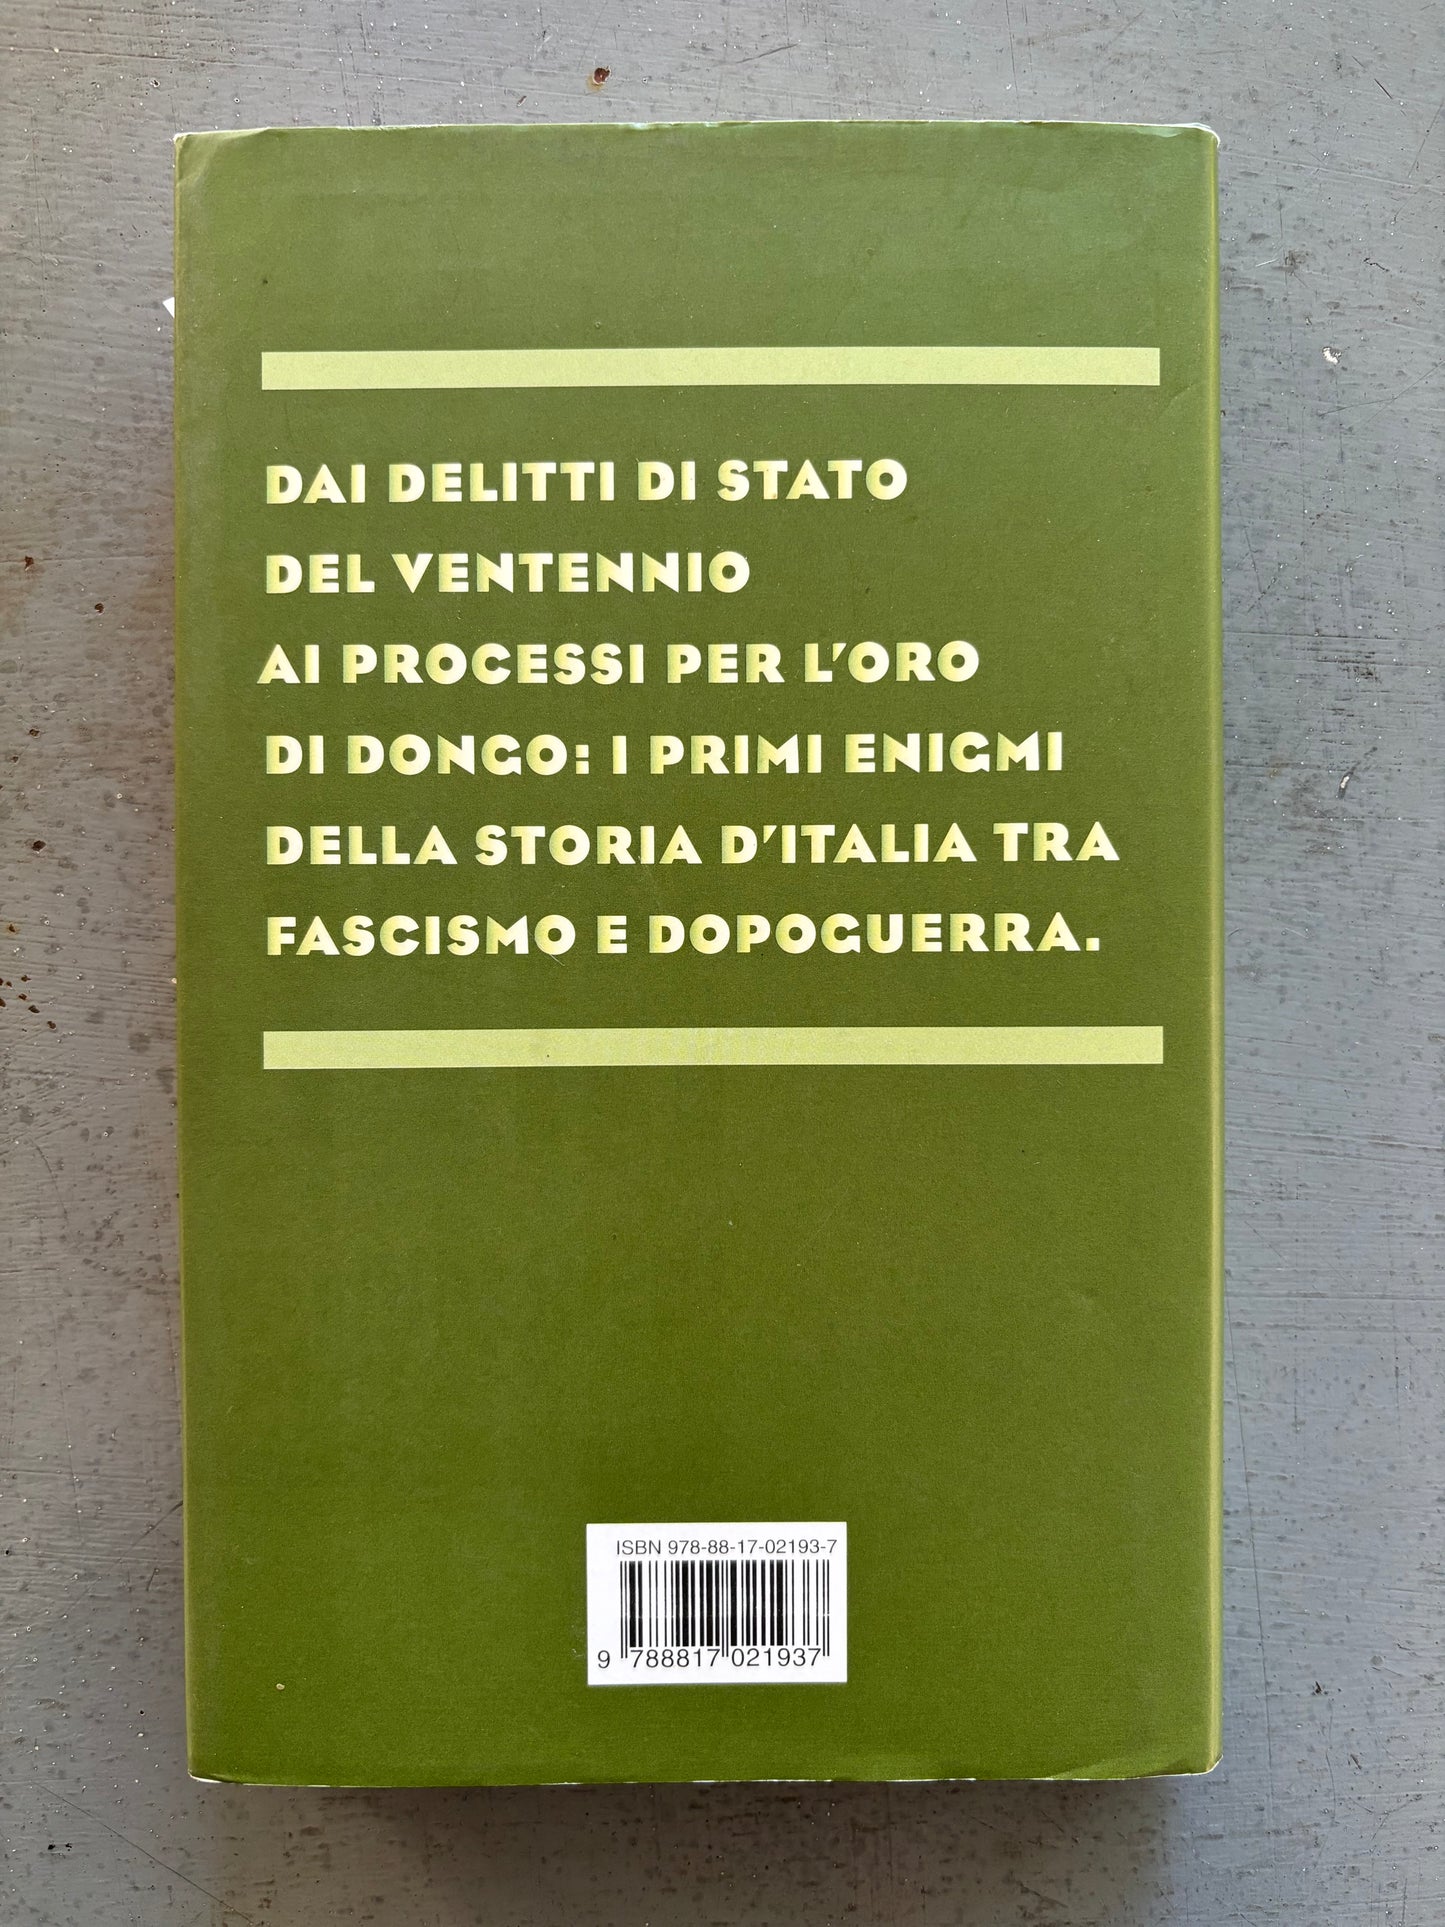 DAI DELITTI DI STATO
DEL VENTENNIO
AI PROCESSI PER L'ORO
DI DONGO: I PRIMI ENIGMI
DELLA STORIA D'ITALIA TRA
FASCISMO E DOPOGUERRA.
ISBN 978-88-17-02193-7
9 788817 021937